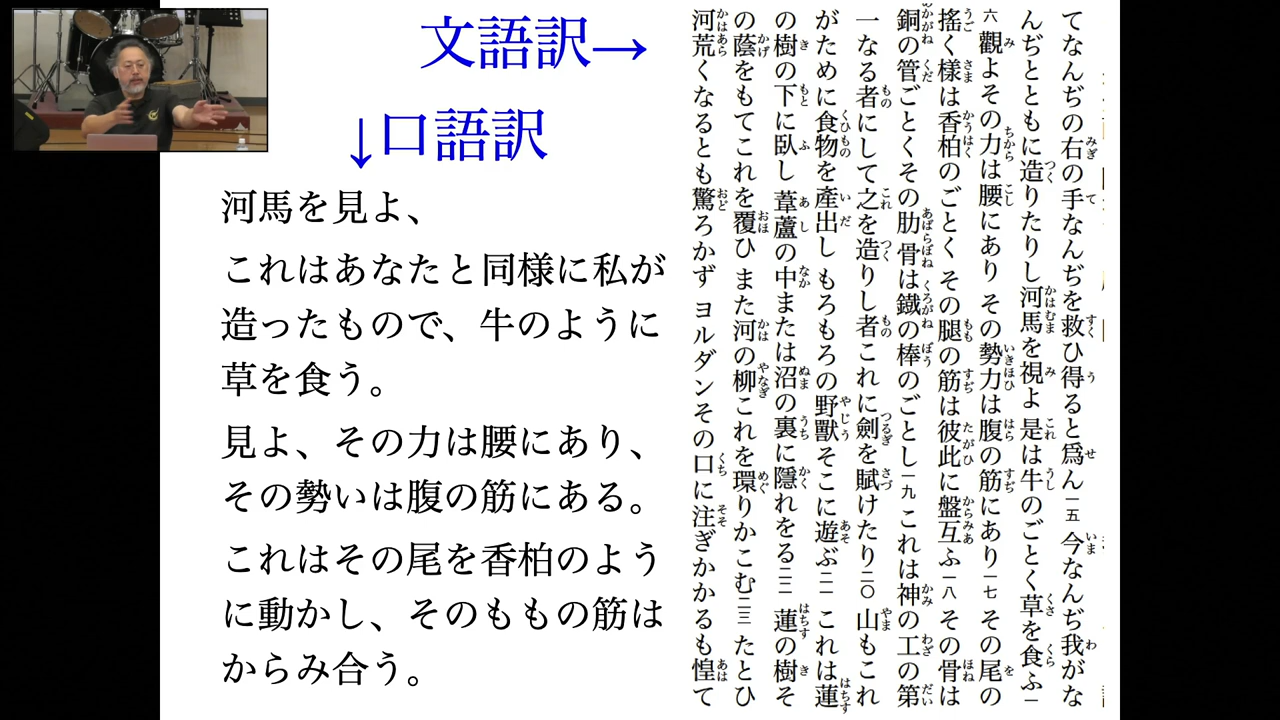 文語訳→
↓口語訳
河馬を見よ、
これはあなたと同様に私が
造ったもので、牛のように
草を食う。
見よ、その力は腰にあり、
その勢いは腹の筋にある。
これはその尾を香柏のよう
に動かし、そのももの筋は
からみ合う。
てなんぢの右の手なんぢを救ひ得ると爲ん一五 今なんぢ我がな
んぢとともに造りたりし河馬を視よ 是は牛のごとく草を食ふ一
六 觀よその力は腰にあり その勢力は腹の筋にあり一七 その尾の
搖く樣は香柏のごとく その腿の筋は彼此に盤互ふ一八 その骨は
銅の管ごとくその肋骨は鐵の棒のごとし一九 これは神の工の第
一なる者にして之を造りし者これに劍を賦けたり二〇 山もこれ
がために食物を產出し もろもろの野獸そこに遊ぶ二一 これは蓮
の樹の下に臥し 葦蘆の中または沼の裏に隱れをる二二 蓮の樹そ
の蔭をもてこれを覆ひ また河の柳これを環りかこむ二三 たとひ
河荒くなるとも驚ろかず ヨルダンその口に注ぎかかるも惶て